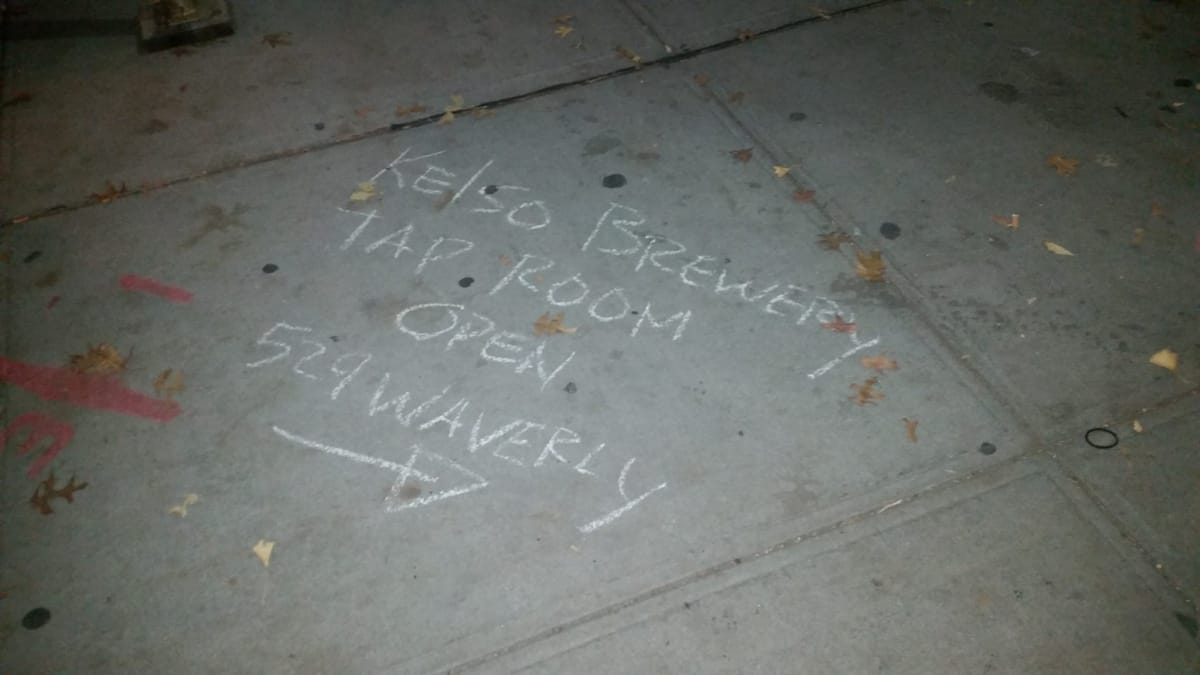 Kelso BREWERY
TAP ROOM
OPEN
529 WAVERLY